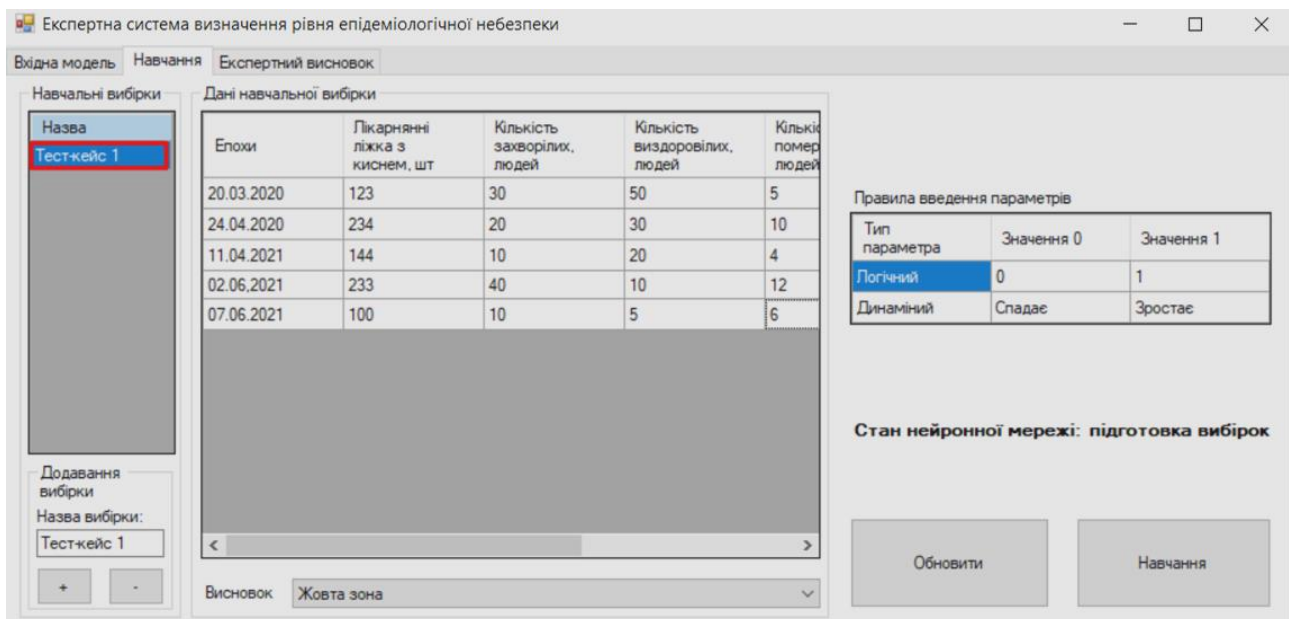 Експертна система визначення рівня епідеміологічної небезпеки
Вхідна модель Навчання Експертний висновок
Навчальні вибірки
Назва
Тест-кейс 1
Додавання
вибірки
Назва вибірки:
Тест-кейс 1
+ -
Дані навчальної вибірки
Епохи
Лікарнянні
ліжка з
киснем, шт
Кількість
захворілих,
людей
Кількість
виздоровілих,
людей
Кількіс
помер
людей
20.03.2020 123 30 50 5
24.04.2020 234 20 30 10
11.04.2021 144 10 20 4
02.06,2021 233 40 10 12
07.06.2021 100 10 5 6
Висновок Жовта зона
Правила введення параметрів
Тип
параметра
Значення 0 Значення 1
Логічний 0 1
Динаміний Спадає Зростає
Стан нейронної мережі: підготовка вибірок
Обновити Навчання